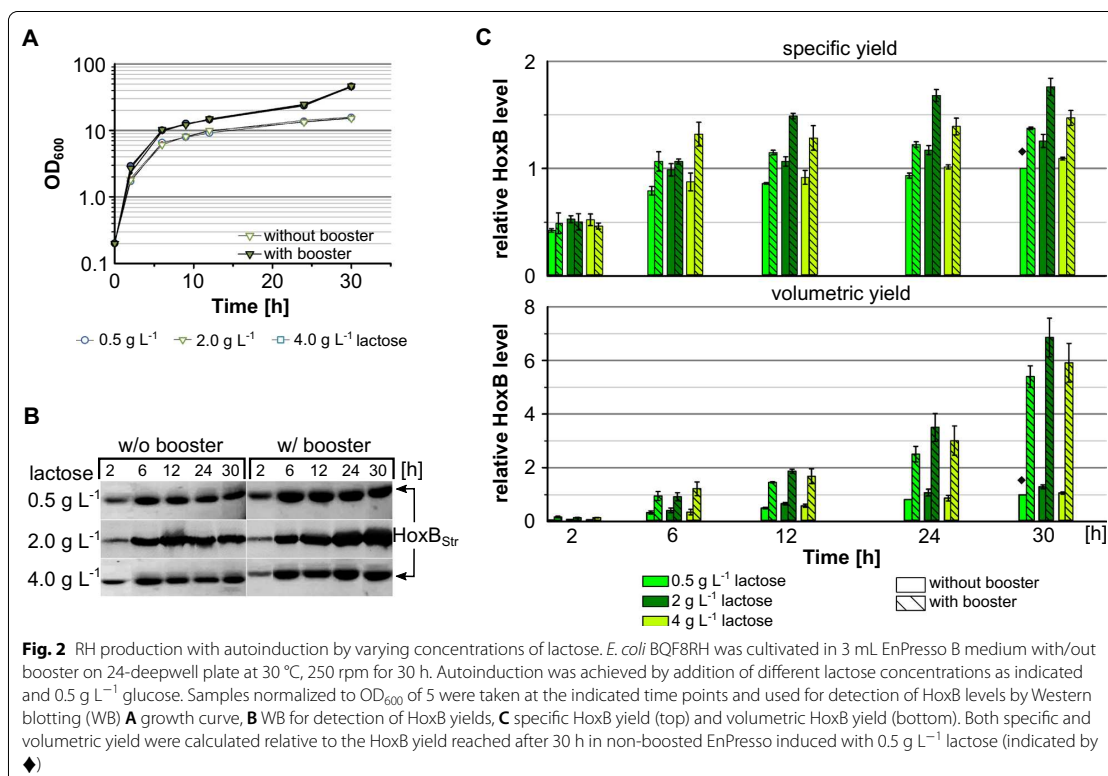 A
OD600
100
10
1.0
0.1
without booster
with booster
0 10 20 30
Time [h]
0.5 g L-1 2.0 g L-1 4.0 g L-1 lactose
B
w/o booster w/ booster
lactose 2 6 12 24 30 2 6 12 24 30 [h]
0.5 g L-1
2.0 g L-1
HoxBStr
4.0 g L-1
C
specific yield
relative HoxB level
2
1
0
◆
volumetric yield
relative HoxB level
8
6
4
2
1
0
◆
2 6 12 24 30 [h]
Time [h]
0.5 g L-1 lactose
2 g L-1 lactose
4 g L-1 lactose
without booster
with booster
Fig. 2 RH production with autoinduction by varying concentrations of lactose. E. coli BQF8RH was cultivated in 3 mL EnPresso B medium with/out
booster on 24-deepwell plate at 30 °C, 250 rpm for 30 h. Autoinduction was achieved by addition of different lactose concentrations as indicated
and 0.5 g L−1 glucose. Samples normalized to OD600 of 5 were taken at the indicated time points and used for detection of HoxB levels by Western
blotting (WB) A growth curve, B WB for detection of HoxB yields, C specific HoxB yield (top) and volumetric HoxB yield (bottom). Both specific and
volumetric yield were calculated relative to the HoxB yield reached after 30 h in non-boosted EnPresso induced with 0.5 g L−1 lactose (indicated by
◆)